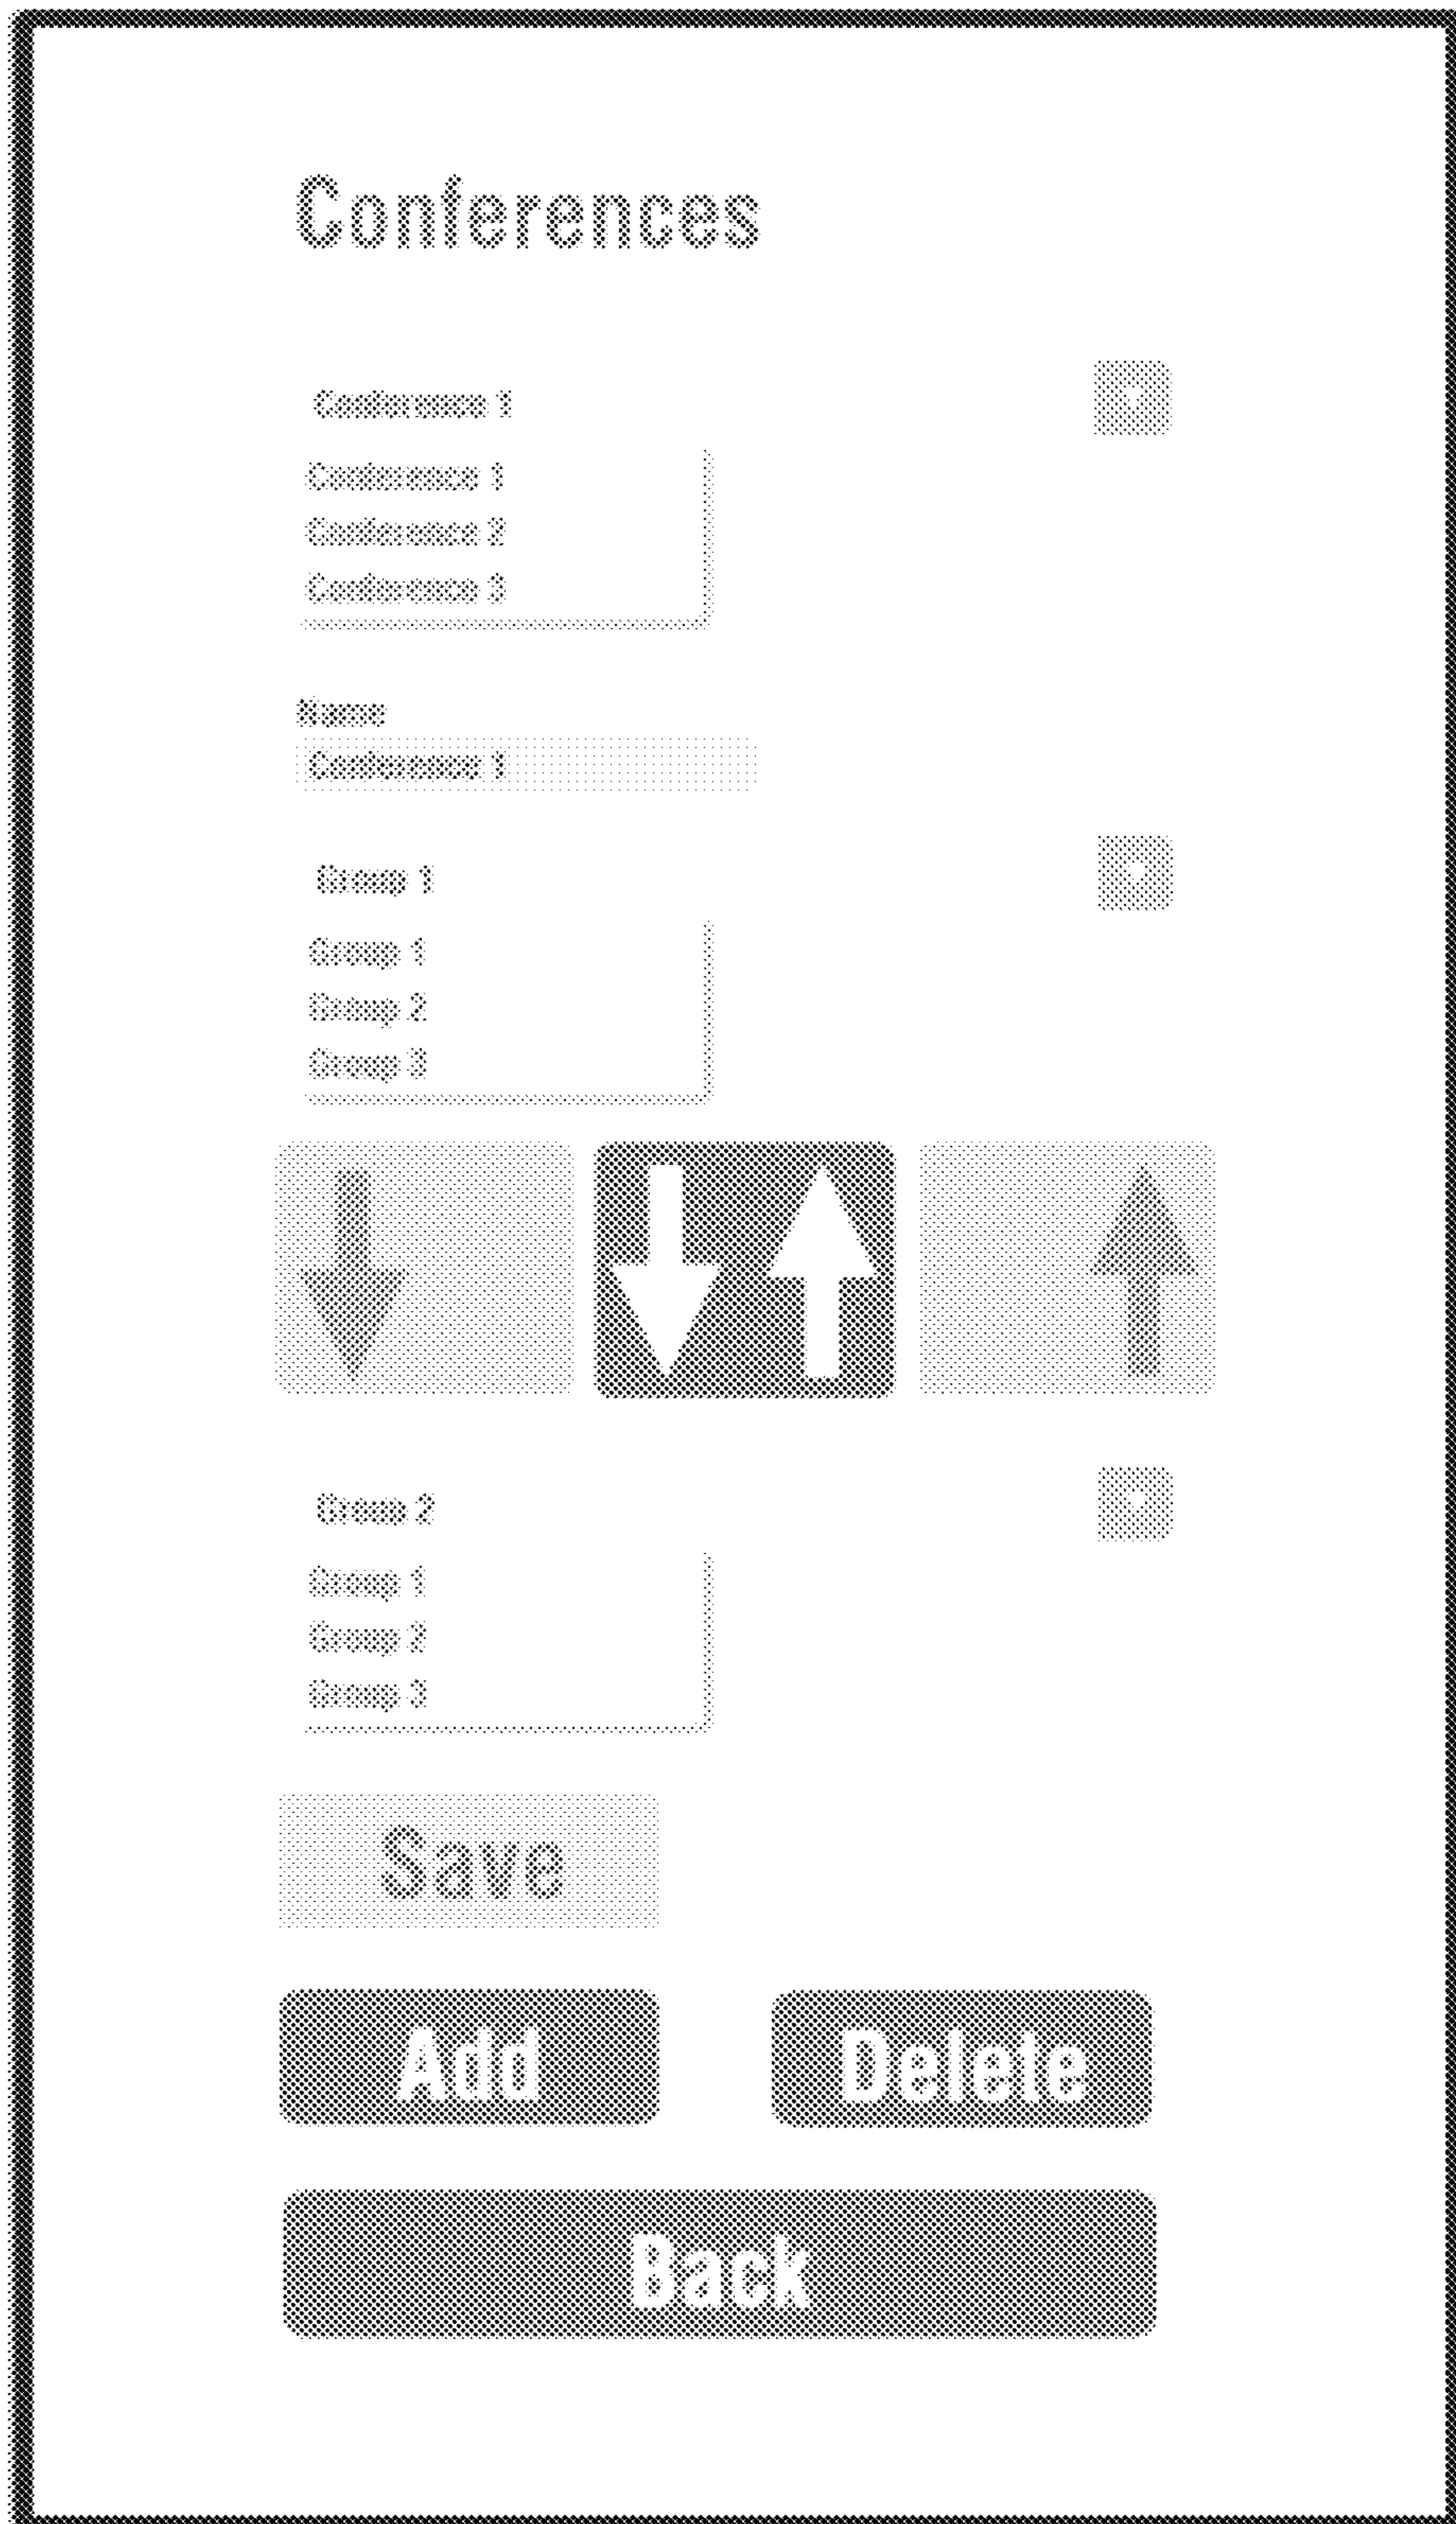 Conferences
Conference 1
Conference 1
Conference 2
Conference 3
Name
Conference 1
Group 1
Group 1
Group 2
Group 3
Group 2
Group 1
Group 2
Group 3
Save
Add Delete
Back